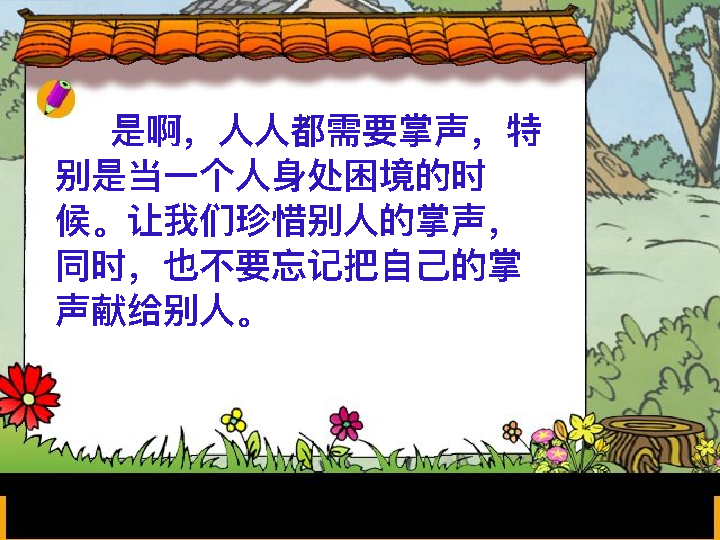 是啊，人人都需要掌声，特
别是当一个人身处困境的时
候。让我们珍惜别人的掌声，
同时，也不要忘记把自己的掌
声献给别人。